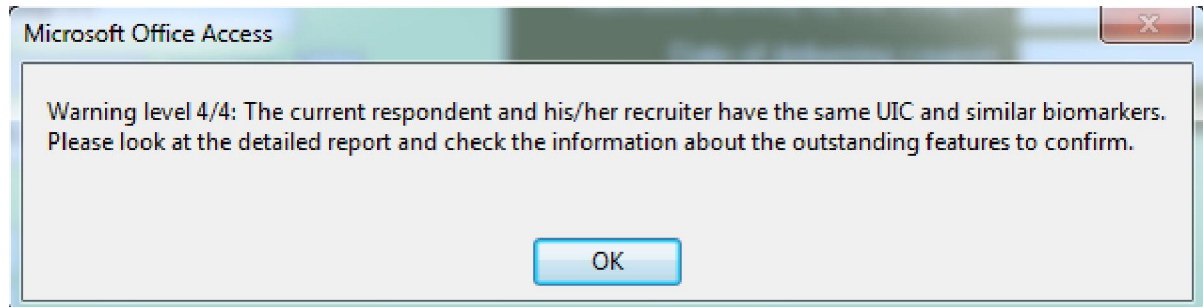 Microsoft Office Access
Warning level 4/4: The current respondent and his/her recruiter have the same UIC and similar biomarkers.
Please look at the detailed report and check the information about the outstanding features to confirm.
OK